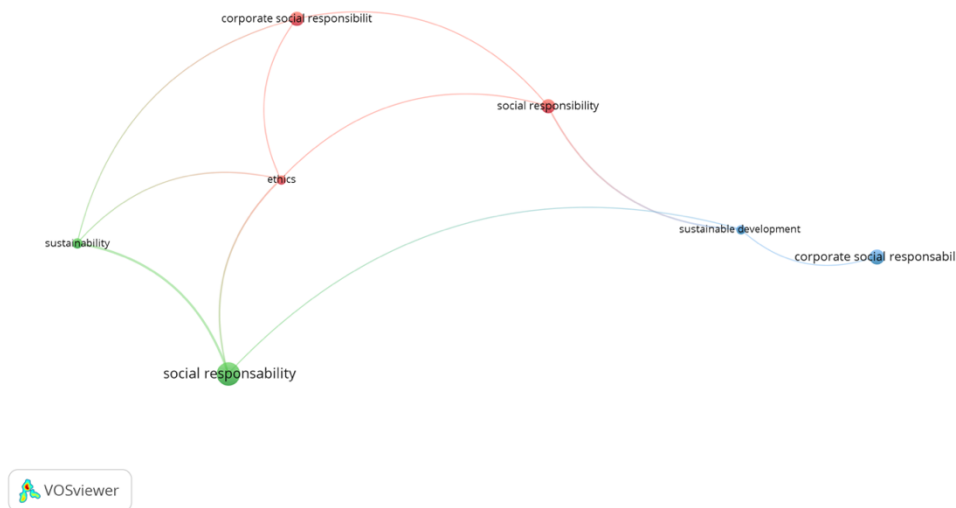 corporate social responsibilit
social responsibility
ethics
sustainable development
sustainability
corporate social responsabil
social responsability
VOSviewer